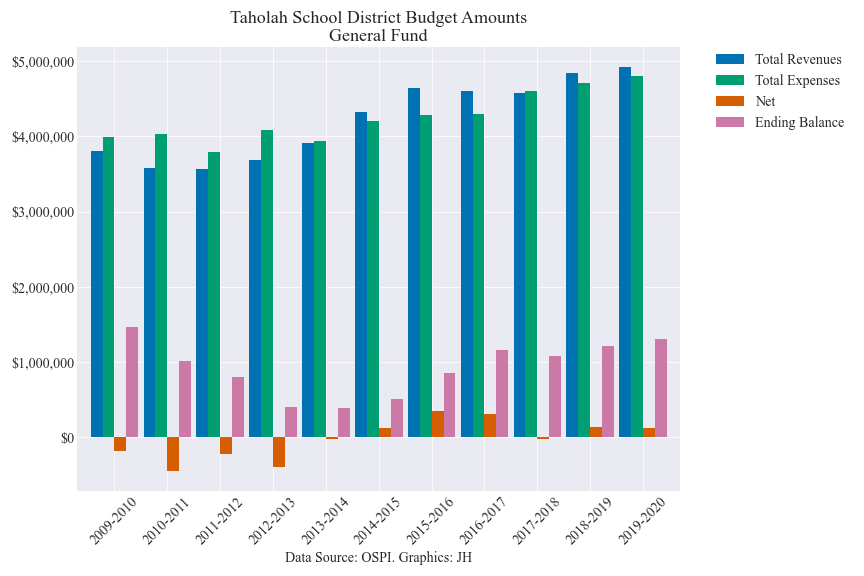 Taholah School District Budget Amounts
General Fund
$5,000,000
$4,000,000
$3,000,000
$2,000,000
$1,000,000
$0
2009-2010
2010-2011
2011-2012
2012-2013
2013-2014
2014-2015
2015-2016
2016-2017
2017-2018
2018-2019
2019-2020
Data Source: OSPI. Graphics: JH
Total Revenues
Total Expenses
Net
Ending Balance